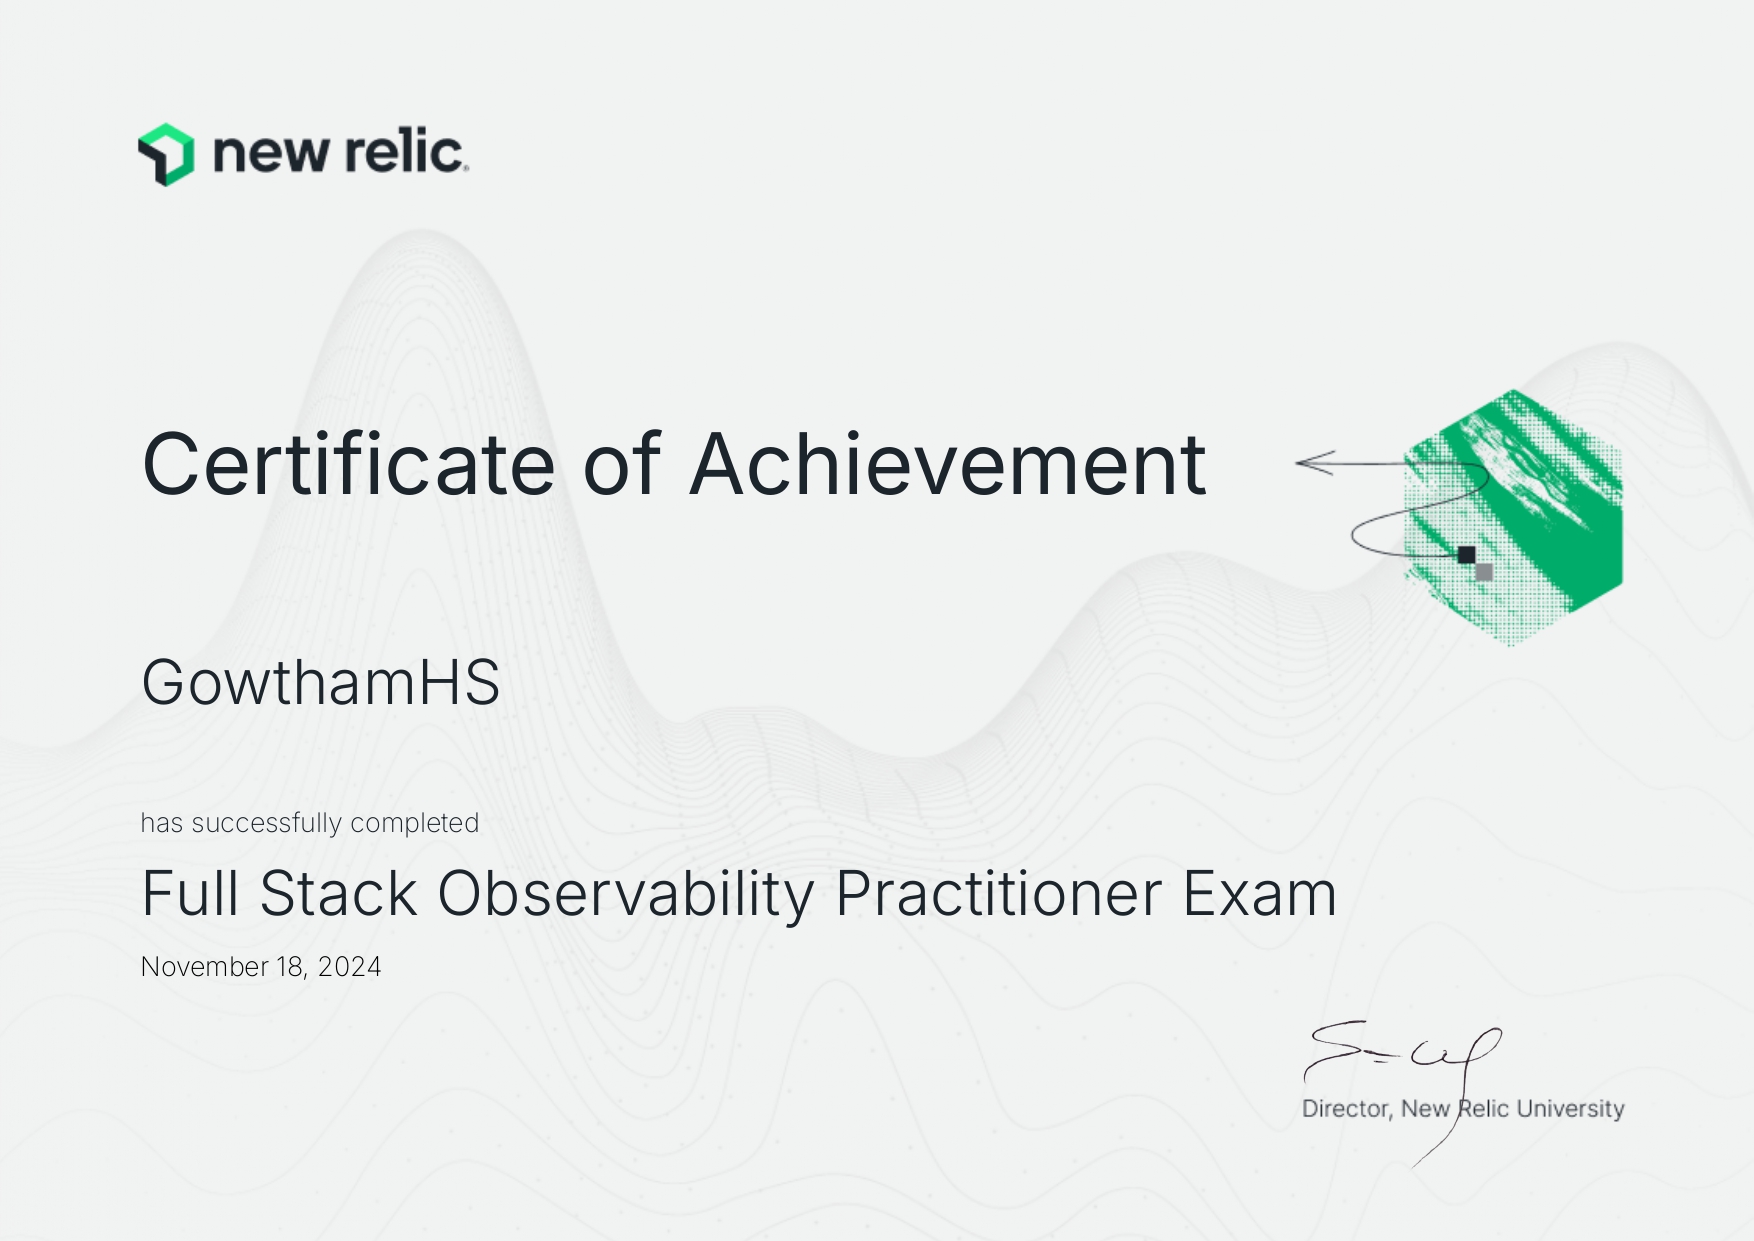 new relic
Certificate of Achievement
GowthamHS
has successfully completed
Full Stack Observability Practitioner Exam
November 18, 2024
Director, New Relic University